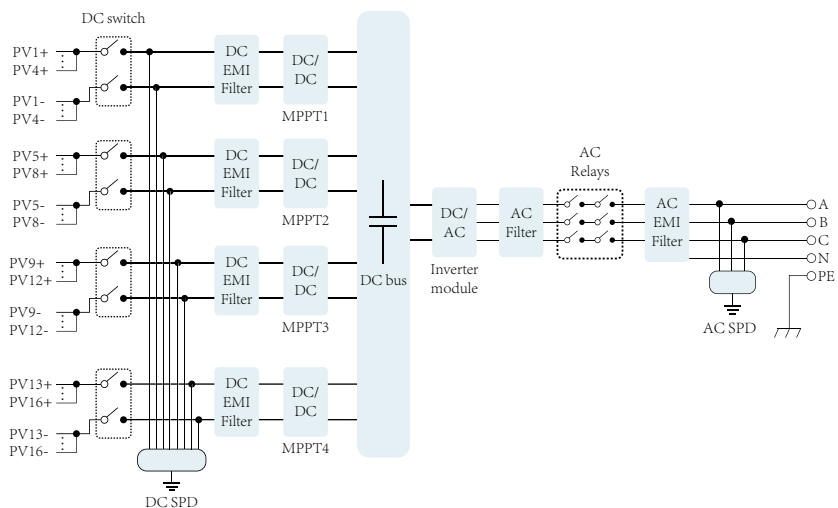 DC switch
PV1+
PV4+
PV1-
PV4-
DC
EMI
Filter
DC/
DC
MPPT1
PV5+
PV8+
PV5-
PV8-
DC
EMI
Filter
DC/
DC
MPPT2
PV9+
PV12+
PV9-
PV12-
DC
EMI
Filter
DC/
DC
MPPT3
PV13+
PV16+
PV13-
PV16-
DC
EMI
Filter
DC/
DC
MPPT4
DC SPD
DC bus
DC/
AC
Inverter
module
AC
Filter
AC
Relays
AC
EMI
Filter
A
B
C
N
PE
AC SPD